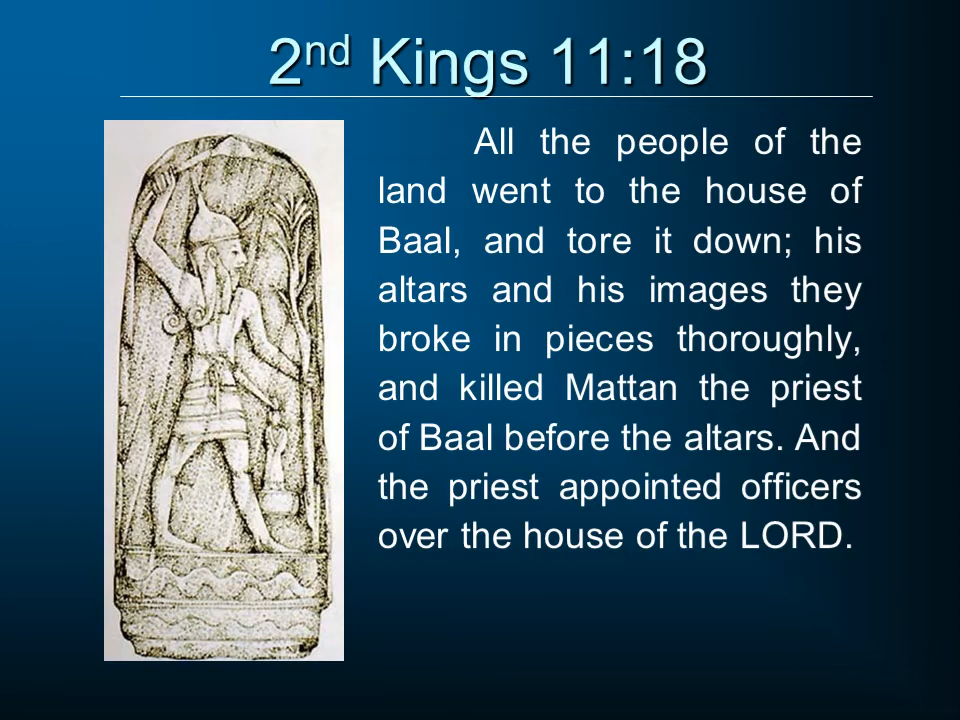 2nd Kings 11:18
All the people of the
land went to the house of
Baal, and tore it down; his
altars and his images they
broke in pieces thoroughly,
and killed Mattan the priest
of Baal before the altars. And
the priest appointed officers
over the house of the LORD.